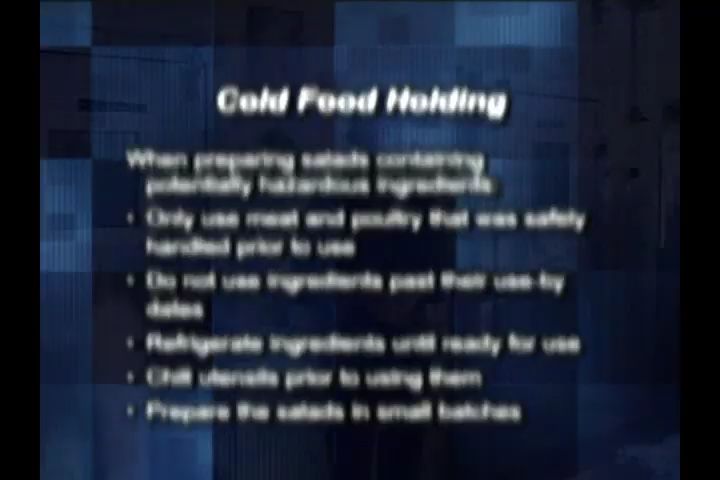 Cold Food Holding
When preparing salads containing
potentially hazardous ingredients
• Only use meat and poultry that was safely
handled prior to use
• Do not use ingredients past their use-by
dates
• Refrigerate ingredients until ready for use
• Chill utensils prior to using them
• Prepare the salads in small batches